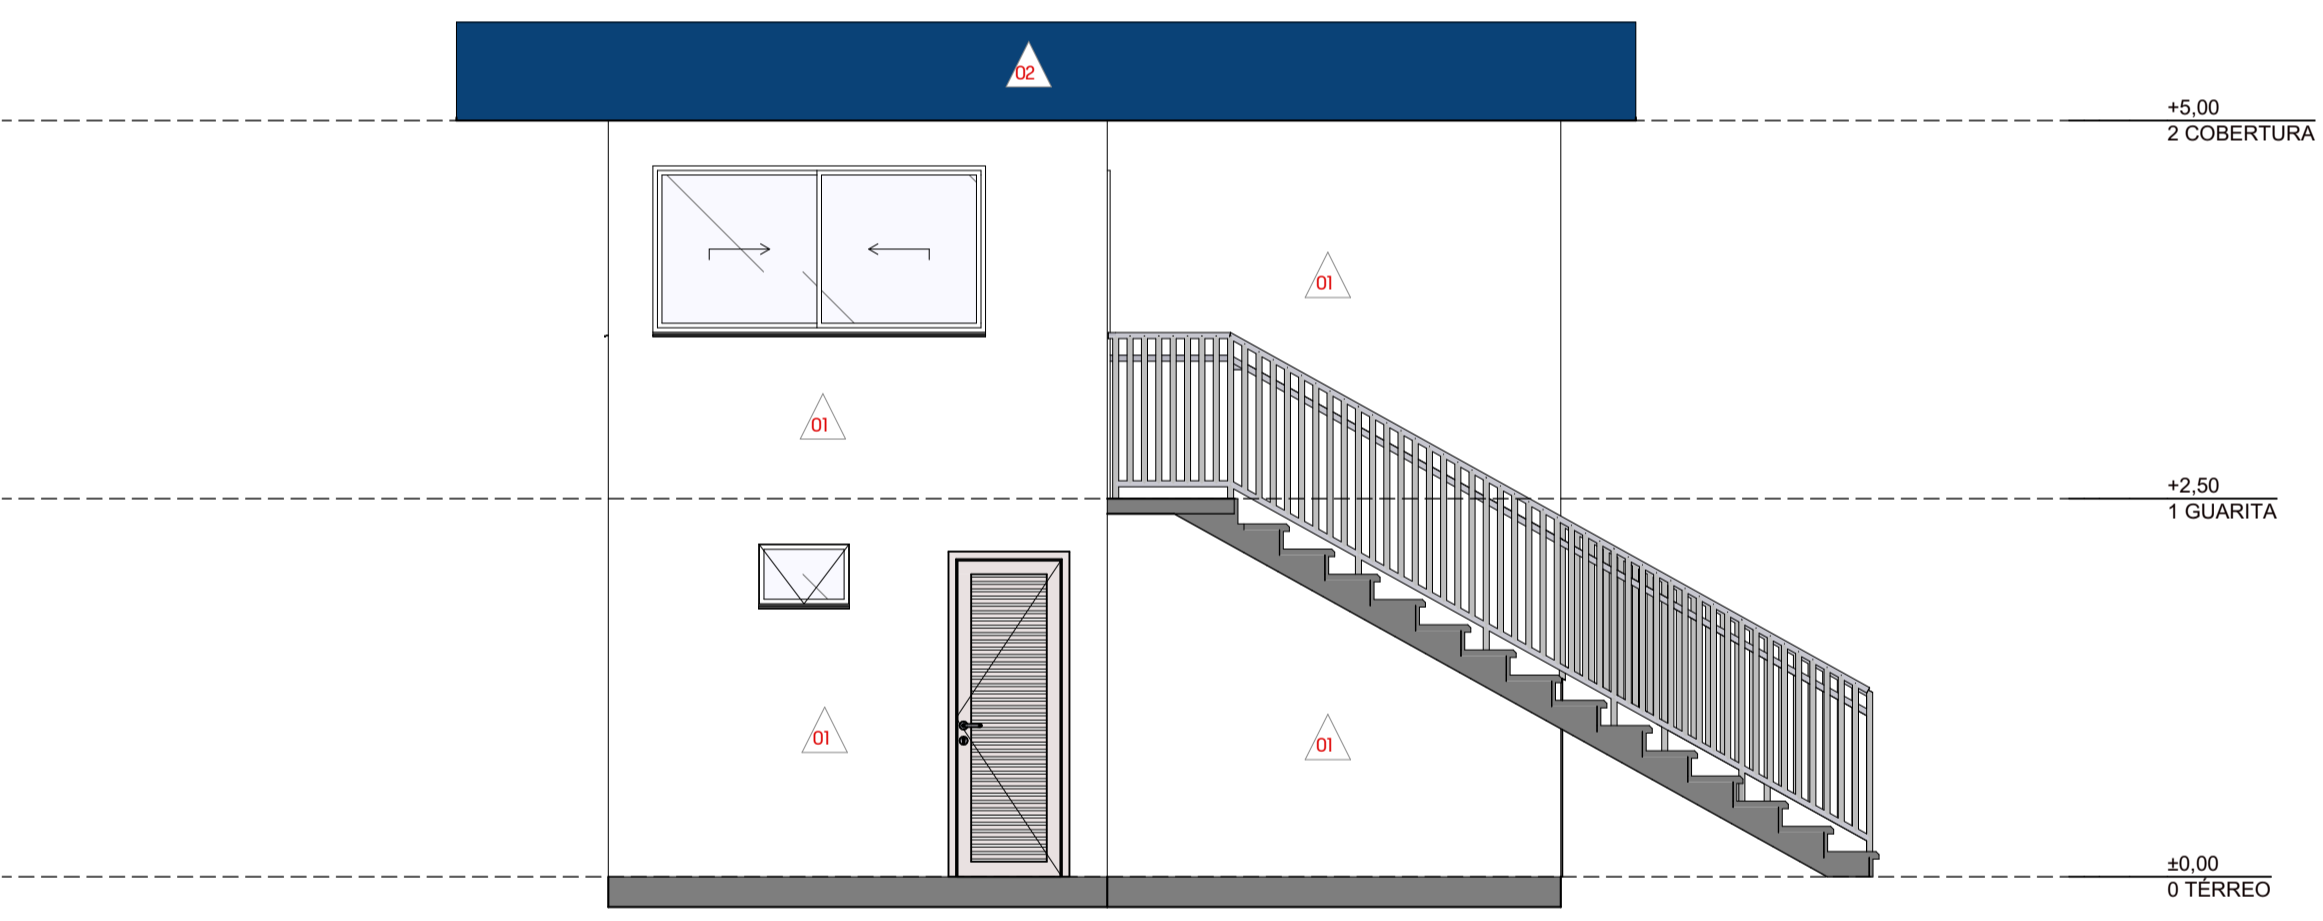 02
+5,00
2 COBERTURA
01
01
+2,50
1 GUARITA
01
01
±0,00
0 TÉRREO